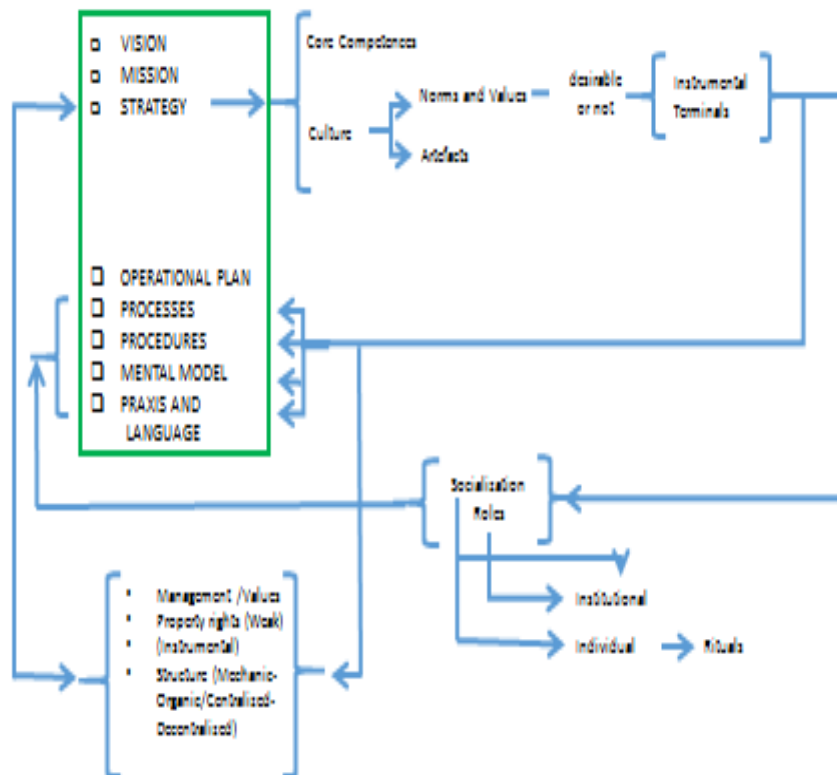 VISION
MISSION
STRATEGY
Core Competences
Norms and Values
desirable
or not
Instrumental
Terminals
Culture
Artefacts
OPERATIONAL PLAN
PROCESSES
PROCEDURES
MENTAL MODEL
PRAXIS AND
LANGUAGE
Socialisation
Roles
Institutional
Individual
Rituals
Management /Values
Property rights (Weak)
(Instrumental)
Structure (Mechanic-
Organic/Centralised-
Decentralised)